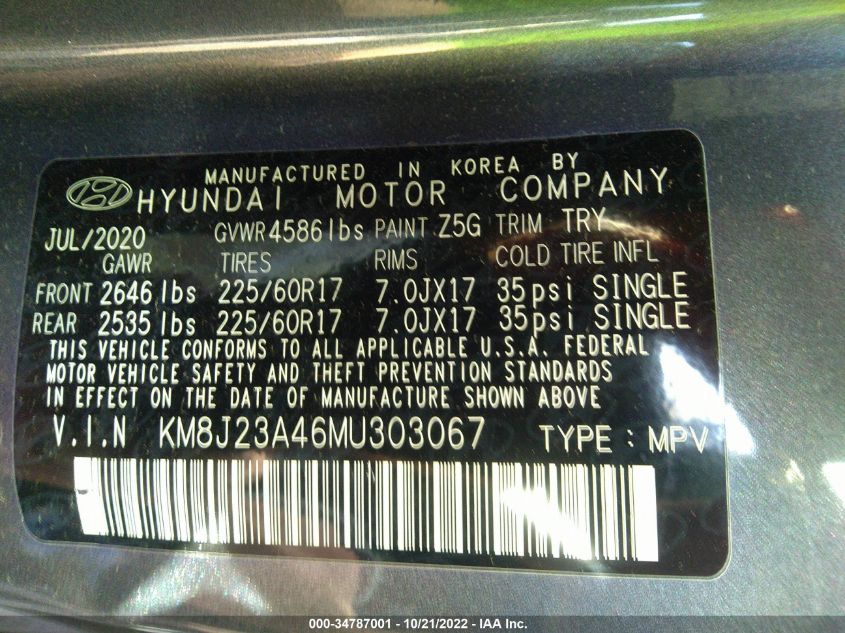 MANUFACTURED IN KOREA BY
HYUNDAI MOTOR COMPANY
JUL/2020 GVWR 4586 lbs PAINT Z5G TRIM TRY
GAWR TIRES RIMS COLD TIRE INFL
FRONT 2646 lbs 225/60R17 7.0JX17 35psi SINGLE
REAR 2535 lbs 225/60R17 7.0JX17 35psi SINGLE
THIS VEHICLE CONFORMS TO ALL APPLICABLE U.S.A. FEDERAL
MOTOR VEHICLE SAFETY AND THEFT PREVENTION STANDARDS
IN EFFECT ON THE DATE OF MANUFACTURE SHOWN ABOVE
V.I.N KM8J23A46MU303067 TYPE : MPV
000-34787001 - 10/21/2022 - IAA Inc.